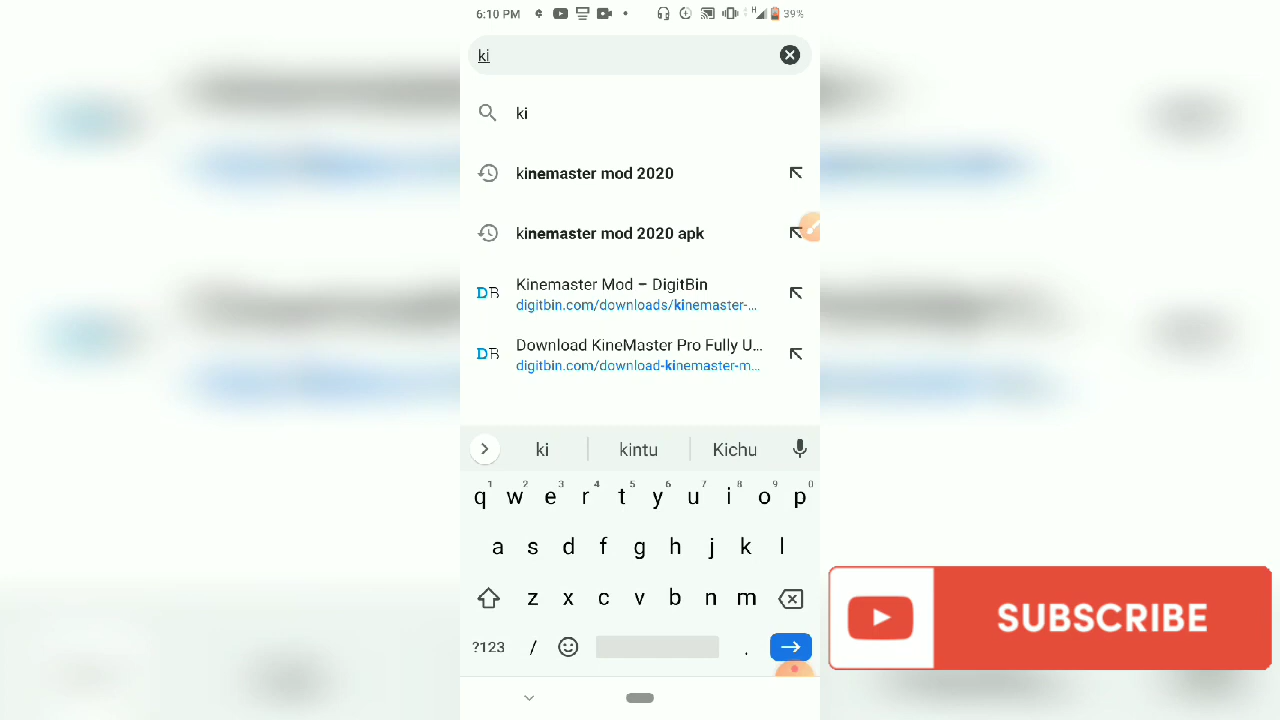 6:10 PM
H
39%
ki
ki
kinemaster mod 2020
kinemaster mod 2020 apk
DB
Kinemaster Mod – DigitBin
digitbin.com/downloads/kinemaster-...
DB
Download KineMaster Pro Fully U...
digitbin.com/download-kinemaster-m...
ki kintu Kichu
1 2 3 4 5 6 7 8 9 0
q w e r t y u i o p
a s d f g h j k l
z x c v b n m
?123 / .
SUBSCRIBE